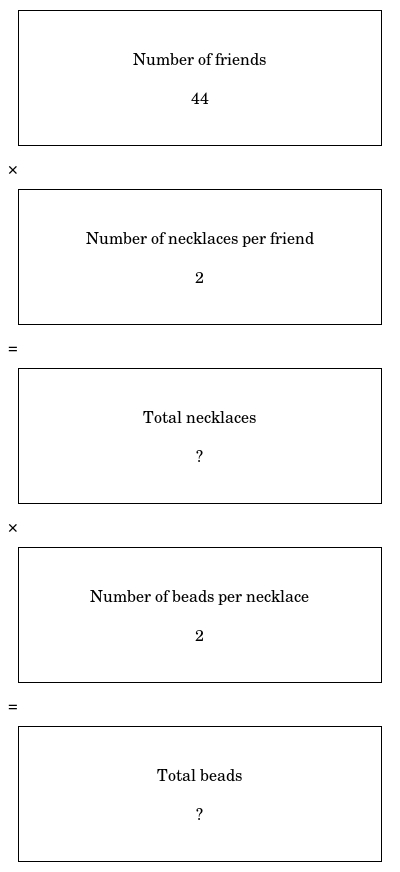 Number of friends
44
×
Number of necklaces per friend
2
=
Total necklaces
?
×
Number of beads per necklace
2
=
Total beads
?